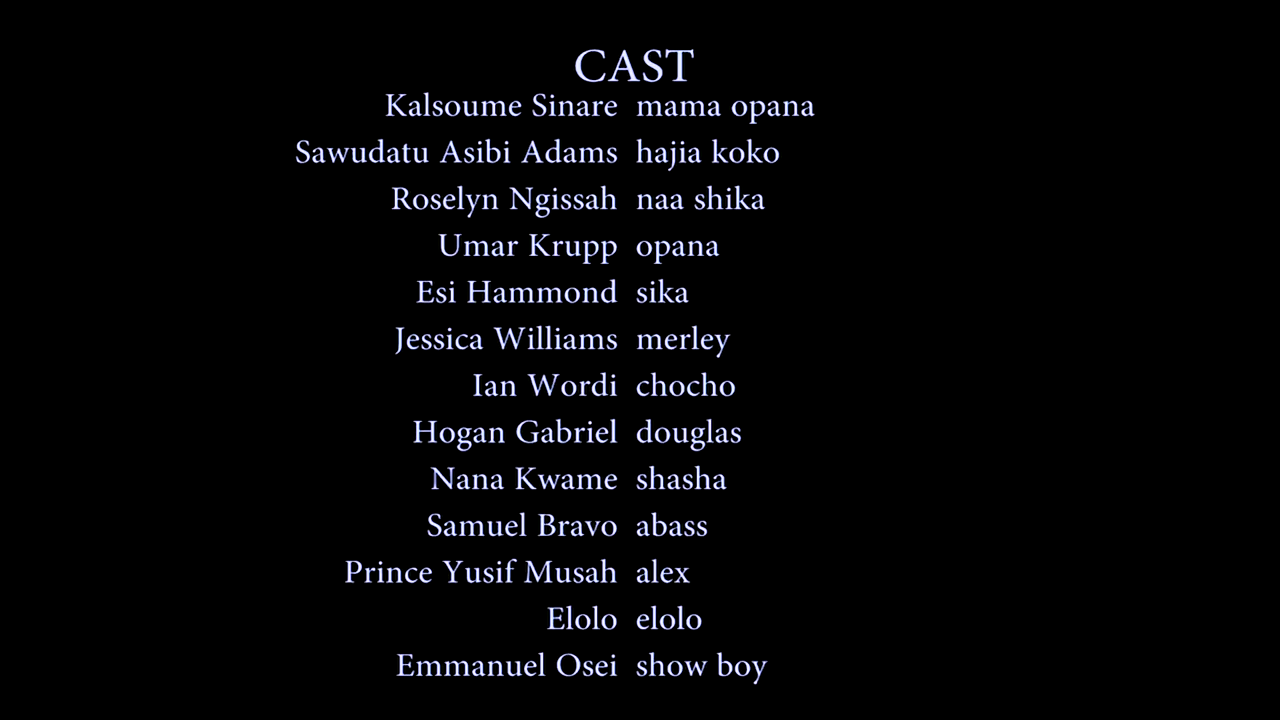 CAST
Kalsoume Sinare mama opana
Sawudatu Asibi Adams hajia koko
Roselyn Ngissah naa shika
Umar Krupp opana
Esi Hammond sika
Jessica Williams merley
Ian Wordi chocho
Hogan Gabriel douglas
Nana Kwame shasha
Samuel Bravo abass
Prince Yusif Musah alex
Elolo elolo
Emmanuel Osei show boy